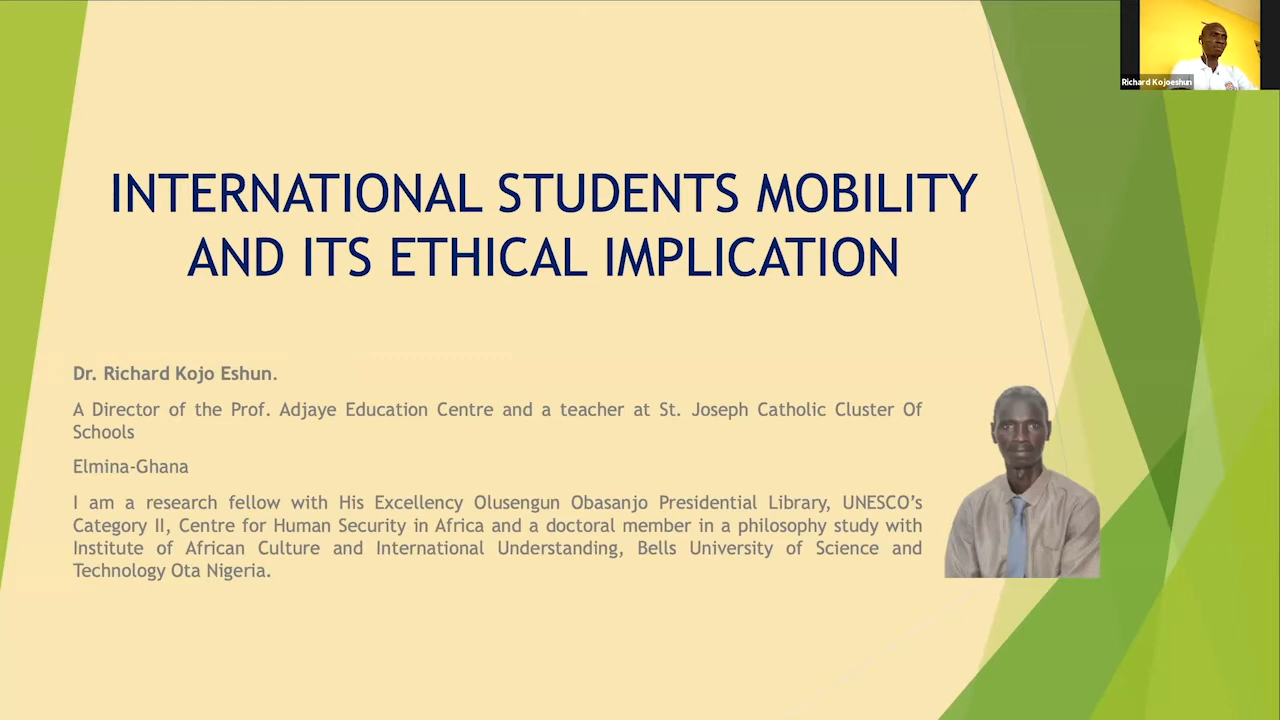 Richard Kojoeshun
INTERNATIONAL STUDENTS MOBILITY
AND ITS ETHICAL IMPLICATION
Dr. Richard Kojo Eshun.
A Director of the Prof. Adjaye Education Centre and a teacher at St. Joseph Catholic Cluster Of
Schools
Elmina-Ghana
I am a research fellow with His Excellency Olusengun Obasanjo Presidential Library, UNESCO's
Category II, Centre for Human Security in Africa and a doctoral member in a philosophy study with
Institute of African Culture and International Understanding, Bells University of Science and
Technology Ota Nigeria.